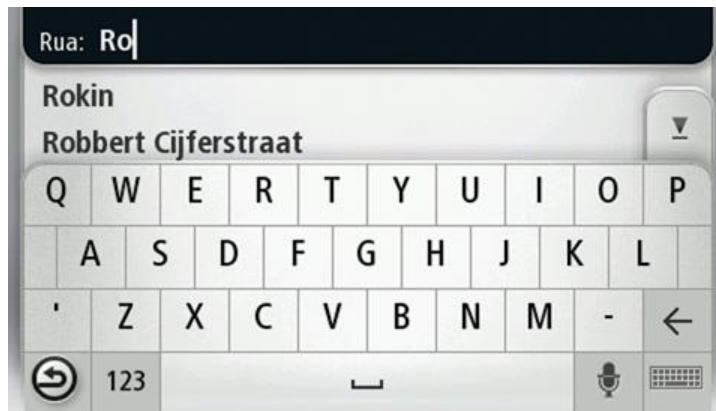 Rua: Ro
Rokin
Robbert Cijferstraat
Q W E R T Y U I O P
A S D F G H J K L
' Z X C V B N M -
123